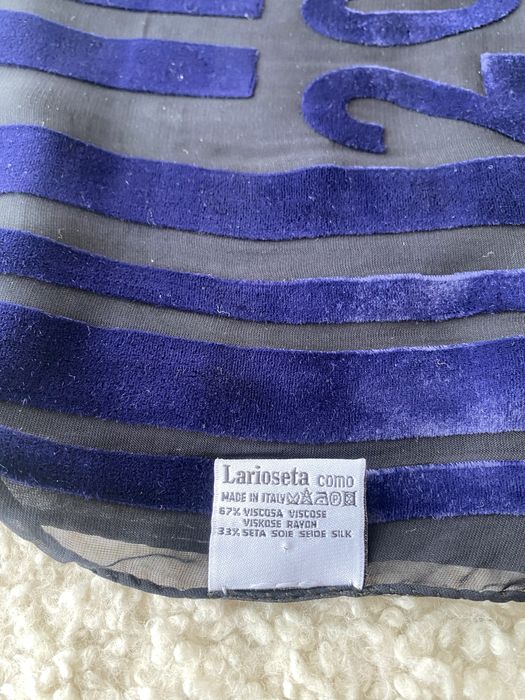 Larioseta como
MADE IN ITALY
67% VISCOSA VISCOSE
VISKOSE RAYON
33% SETA SOIE SEIDE SILK